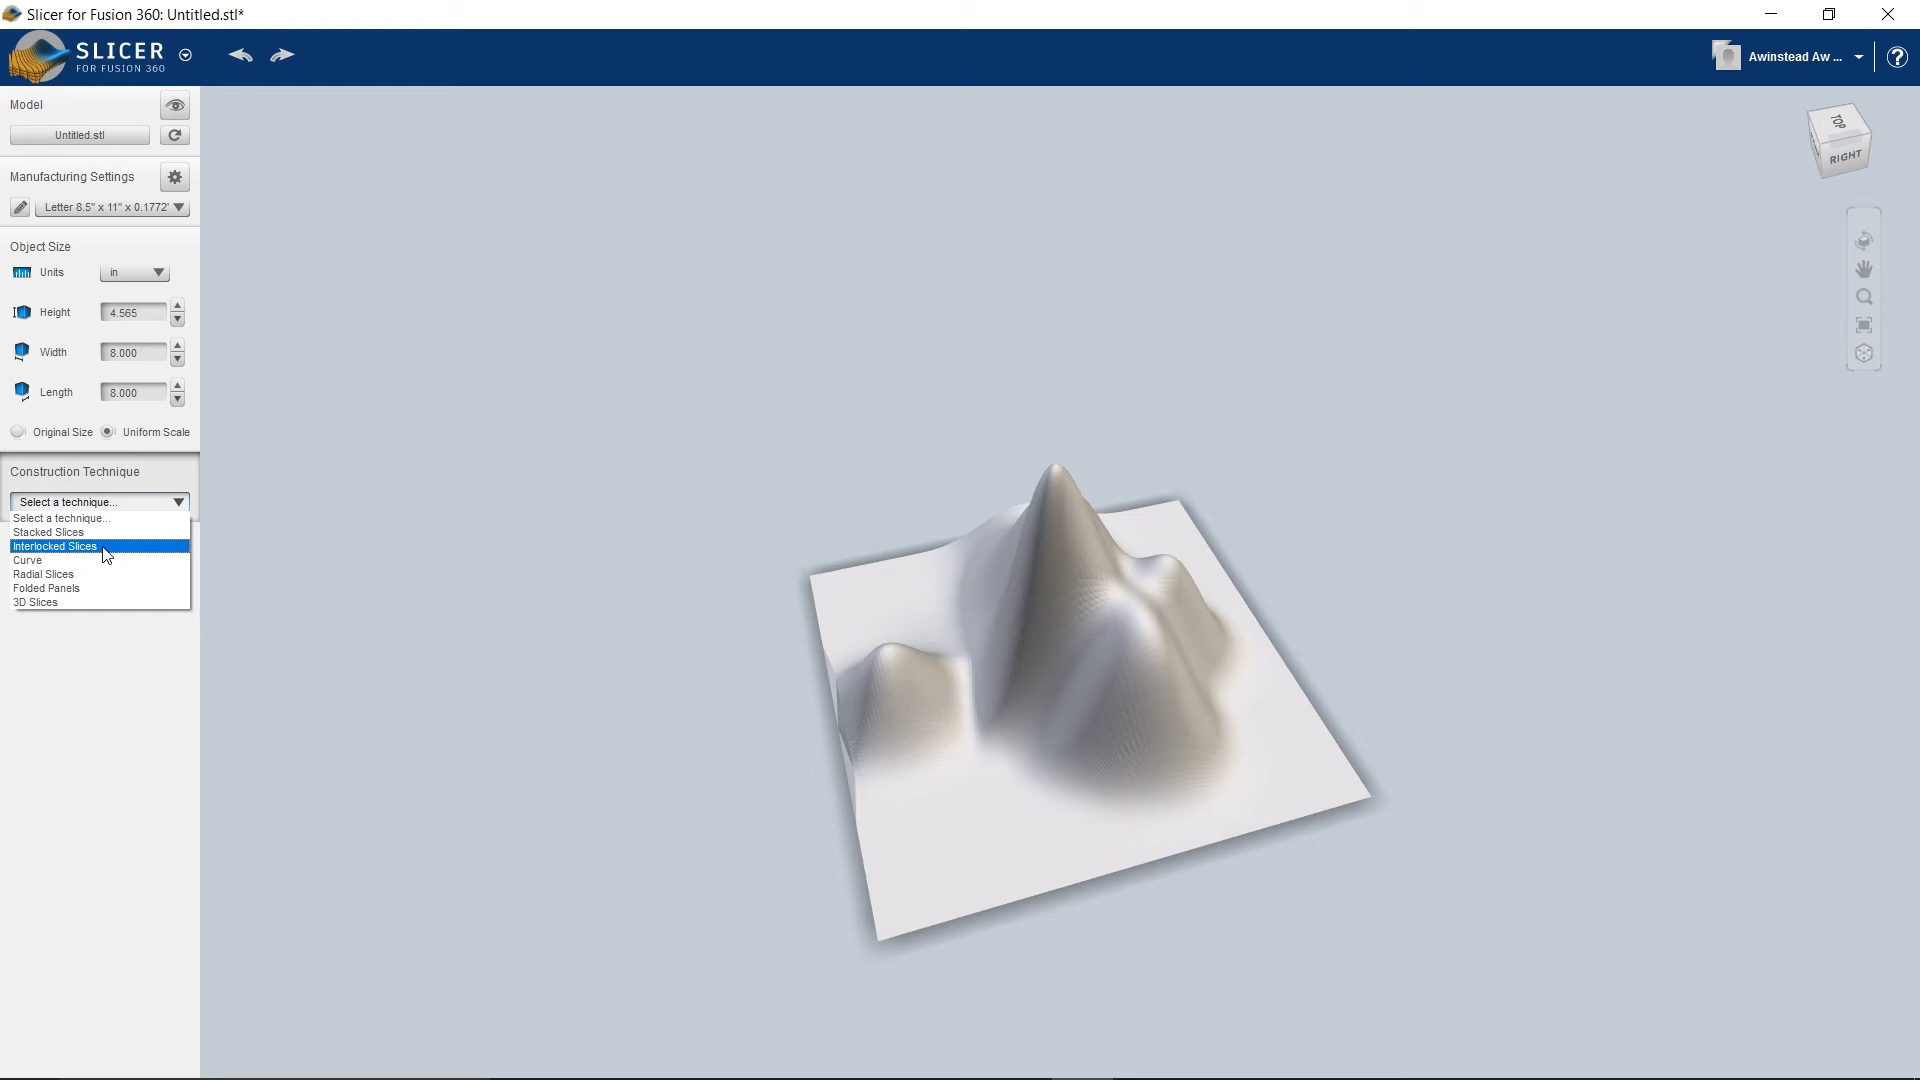 Slicer for Fusion 360: Untitled.stl*
SLICER
FOR FUSION 360
Awinstead Aw ...
?
Model
Untitled.stl
Manufacturing Settings
Letter 8.5" x 11" x 0.1772'
Object Size
Units in
Height 4.565
Width 8.000
Length 8.000
Original Size Uniform Scale
Construction Technique
Select a technique...
Select a technique...
Stacked Slices
Interlocked Slices
Curve
Radial Slices
Folded Panels
3D Slices
TOP
RIGHT